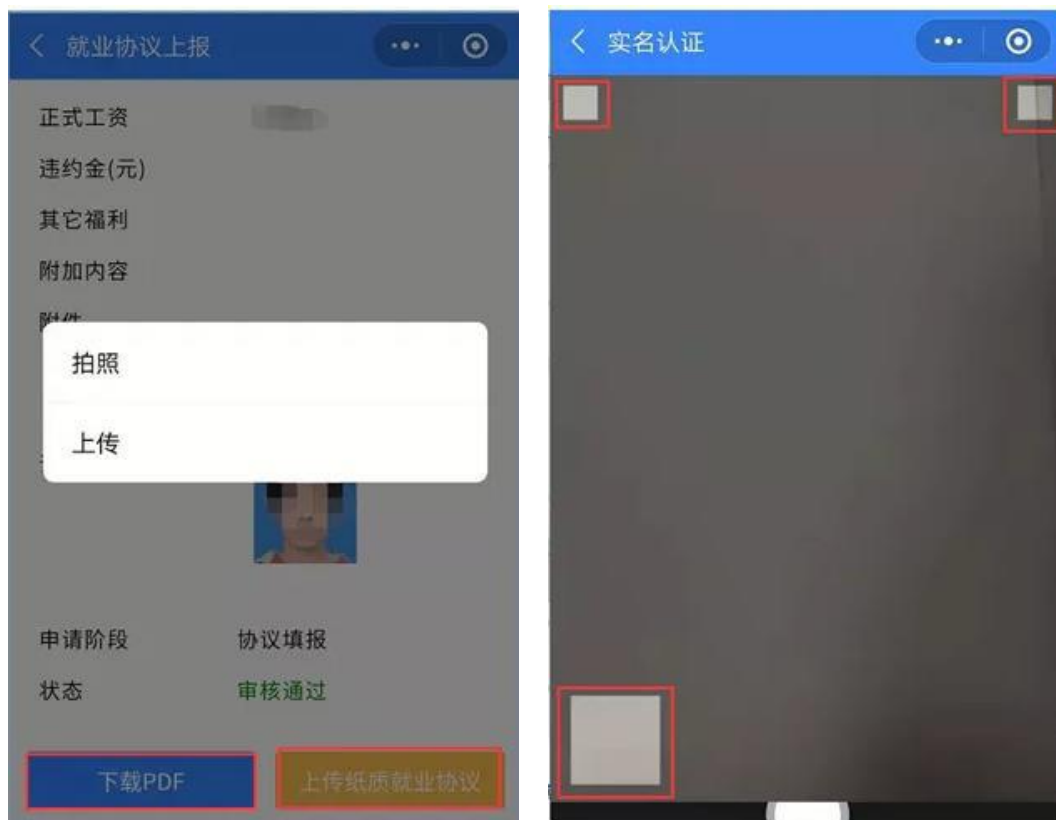 就业协议上报
正式工资
违约金(元)
其它福利
附加内容
附件
拍照
上传
申请阶段 协议填报
状态 审核通过
下载PDF 上传纸质就业协议
实名认证